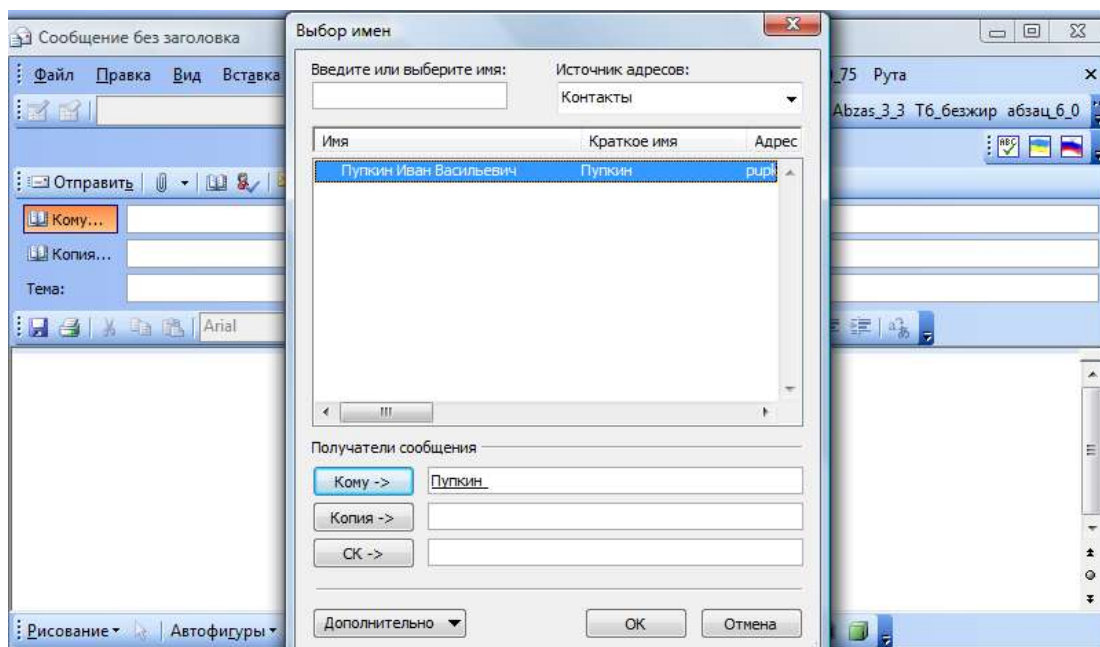 Сообщение без заголовка
Выбор имен
Файл Правка Вид Вставка
75 Рута
Введите или выберите имя: Источник адресов:
Контакты
Abzas_3_3 Т6_безжир абзац_6_0
Имя Краткое имя Адрес
Пупкин Иван Васильевич Пупкин
ABC
Отправить
Кому...
Копия...
Тема:
Arial
Получатели сообщения
Кому -> Пупкин
Копия ->
СК ->
Дополнительно OK Отмена
Рисование Автофигуры